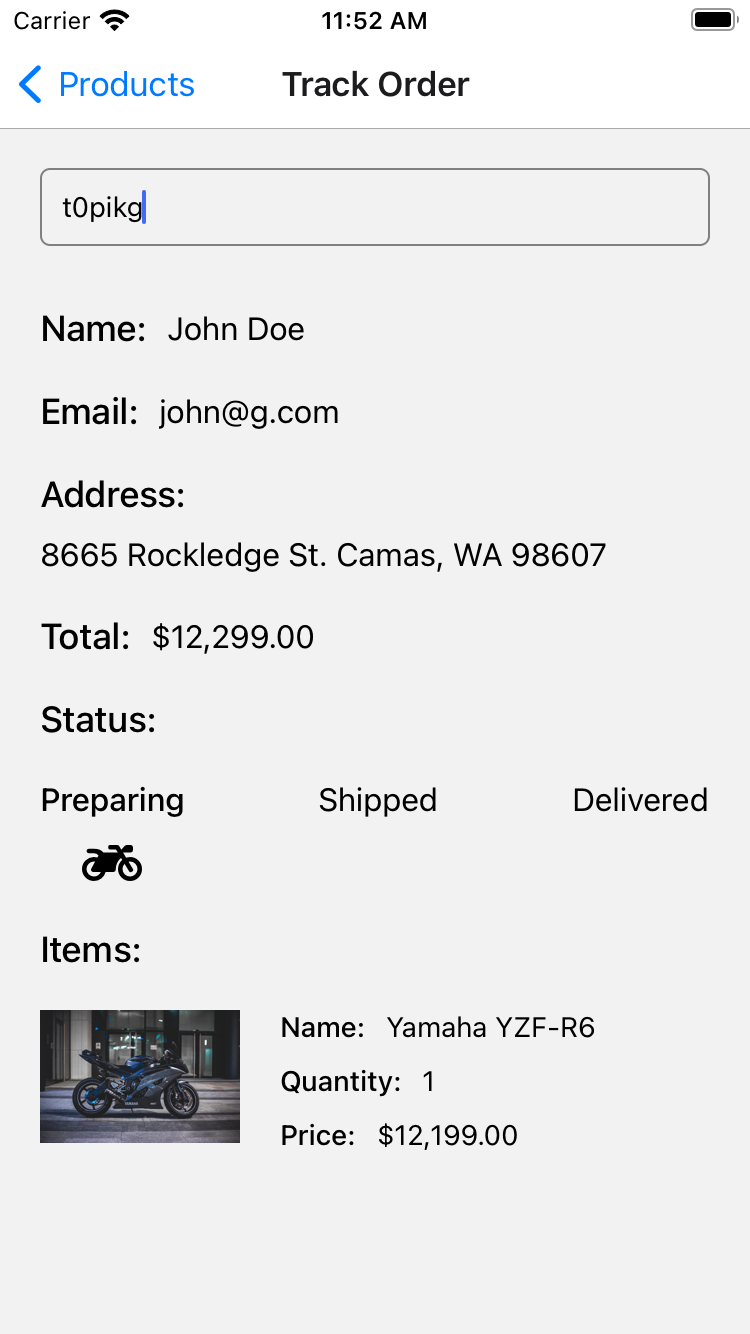 Carrier 11:52 AM
Products Track Order
t0pikg
Name: John Doe
Email: john@g.com
Address:
8665 Rockledge St. Camas, WA 98607
Total: $12,299.00
Status:
Preparing Shipped Delivered
Items:
Name: Yamaha YZF-R6
Quantity: 1
Price: $12,199.00